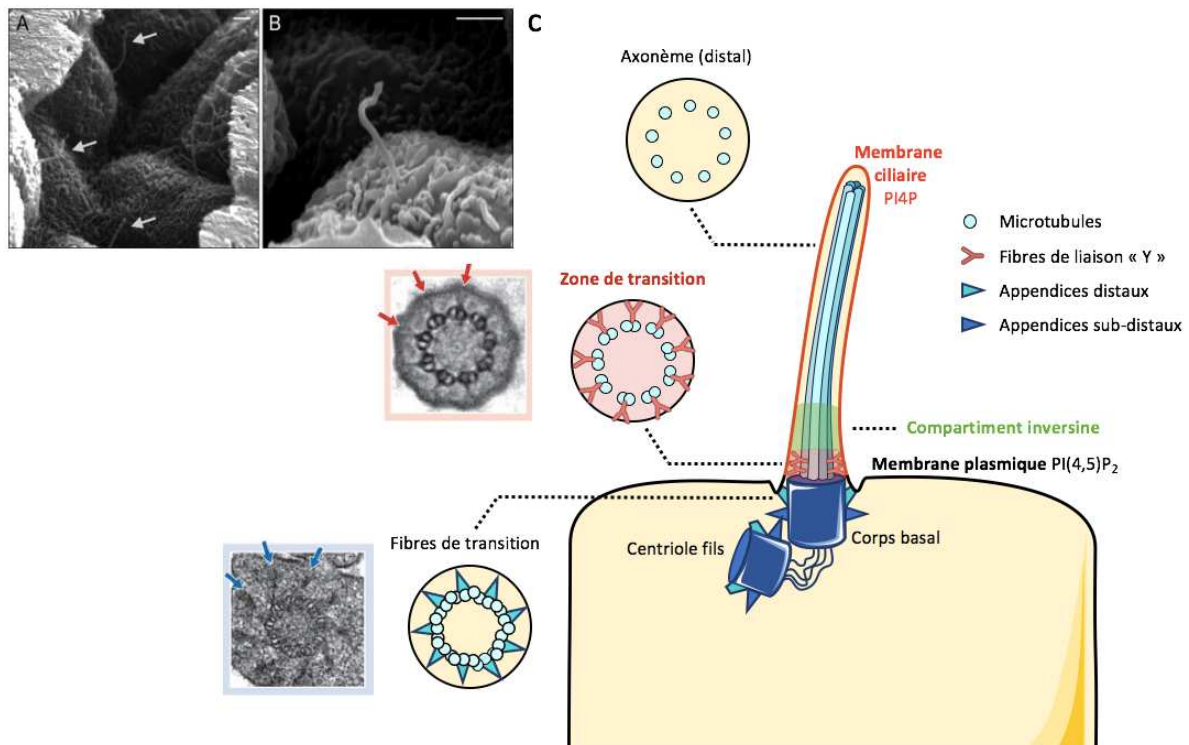 A
B
C
Axonème (distal)
Membrane
ciliaire
PI4P
Microtubules
Fibres de liaison « Y »
Appendices distaux
Appendices sub-distaux
Zone de transition
Compartiment inversine
Membrane plasmique PI(4,5)P₂
Fibres de transition
Centriole fils
Corps basal